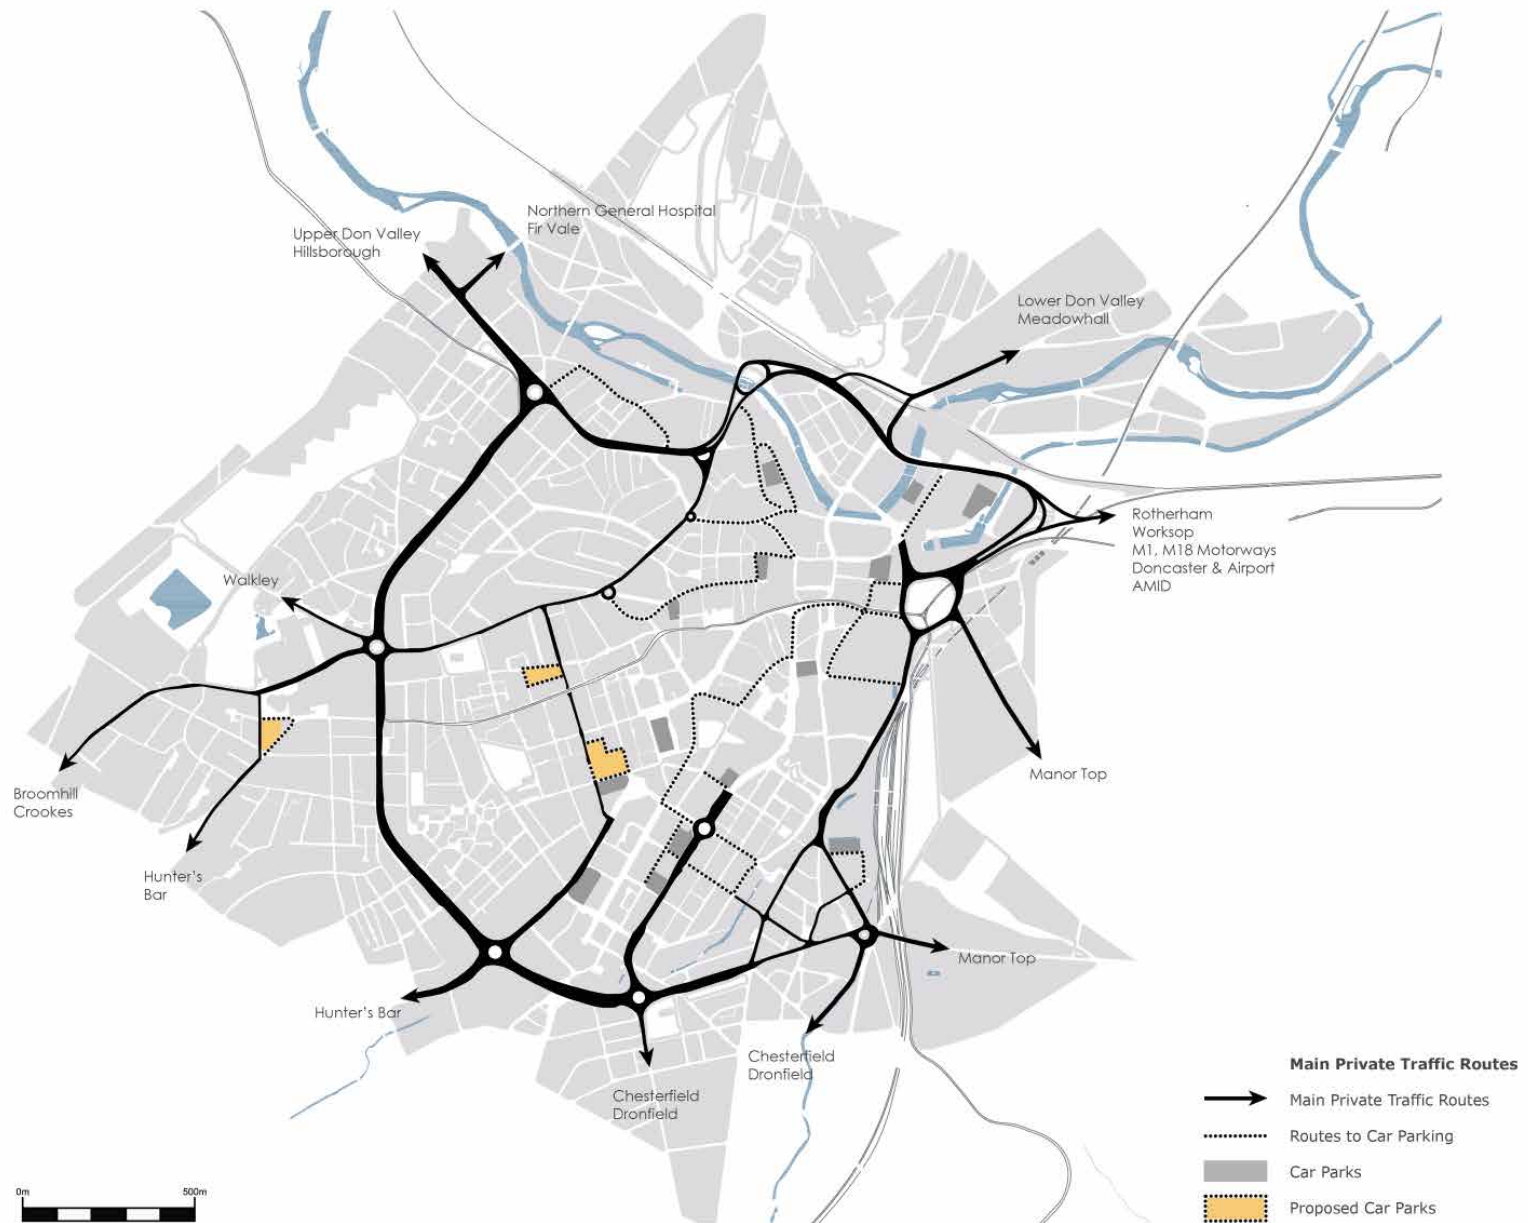 Northern General Hospital
Fir Vale
Upper Don Valley
Hillsborough
Lower Don Valley
Meadowhall
Rotherham
Worksop
M1, M18 Motorways
Doncaster & Airport
AMID
Walkley
Manor Top
Broomhill
Crookes
Hunter's
Bar
Manor Top
Hunter's Bar
Chesterfield
Dronfield
Chesterfield
Dronfield
Main Private Traffic Routes
Main Private Traffic Routes
Routes to Car Parking
Car Parks
Proposed Car Parks
0m
500m